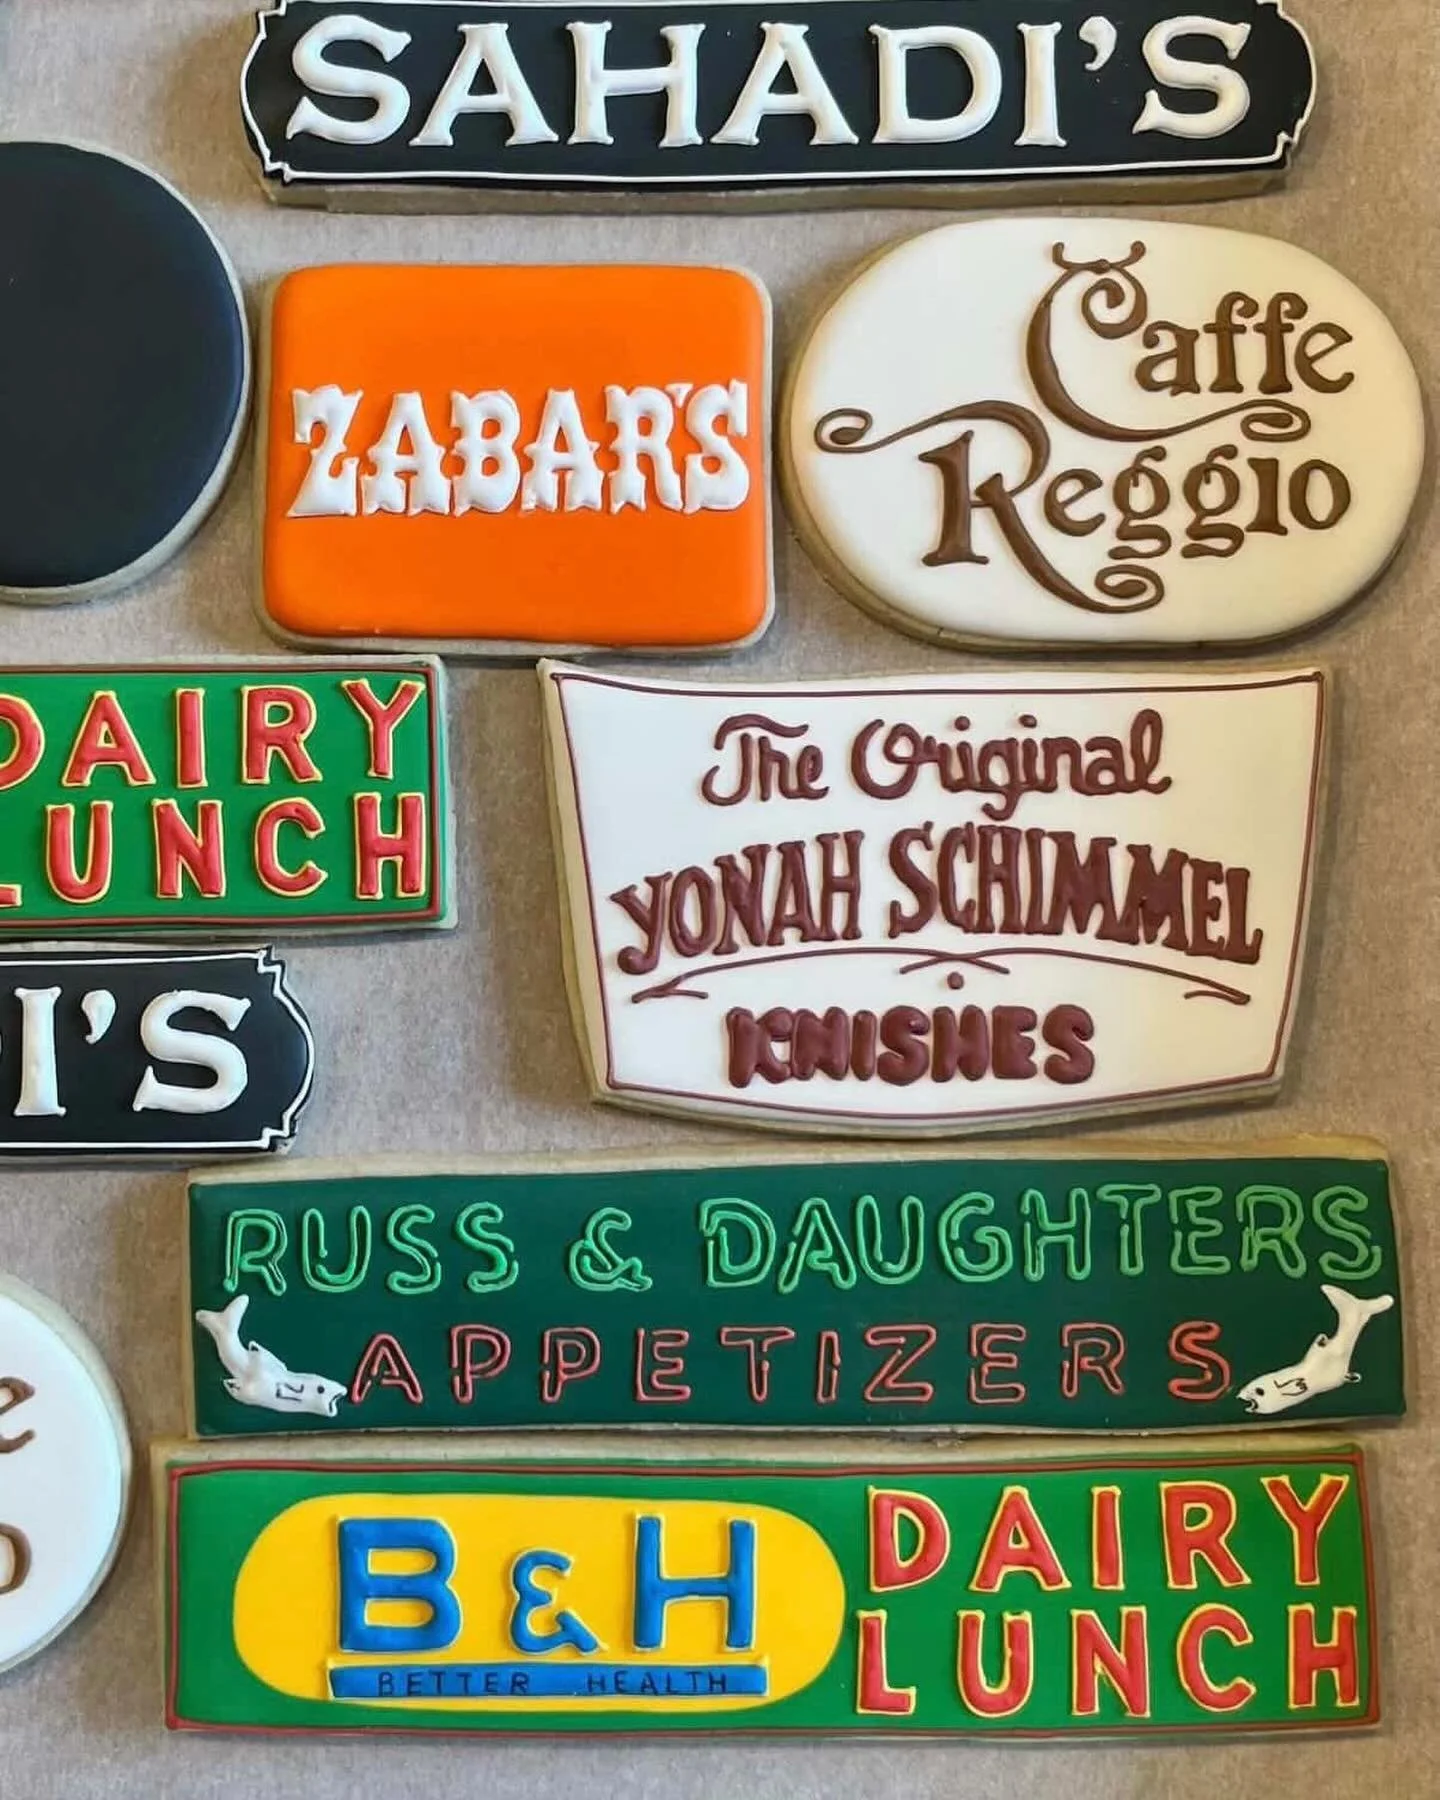 SAHADI'S
ZABAR'S
Caffe
Reggio
DAIRY
LUNCH
The Original
YONAH SCHIMMEL
KNISHES
I'S
RUSS & DAUGHTERS
APPETIZERS
e
o
B & H
BETTER HEALTH
DAIRY
LUNCH